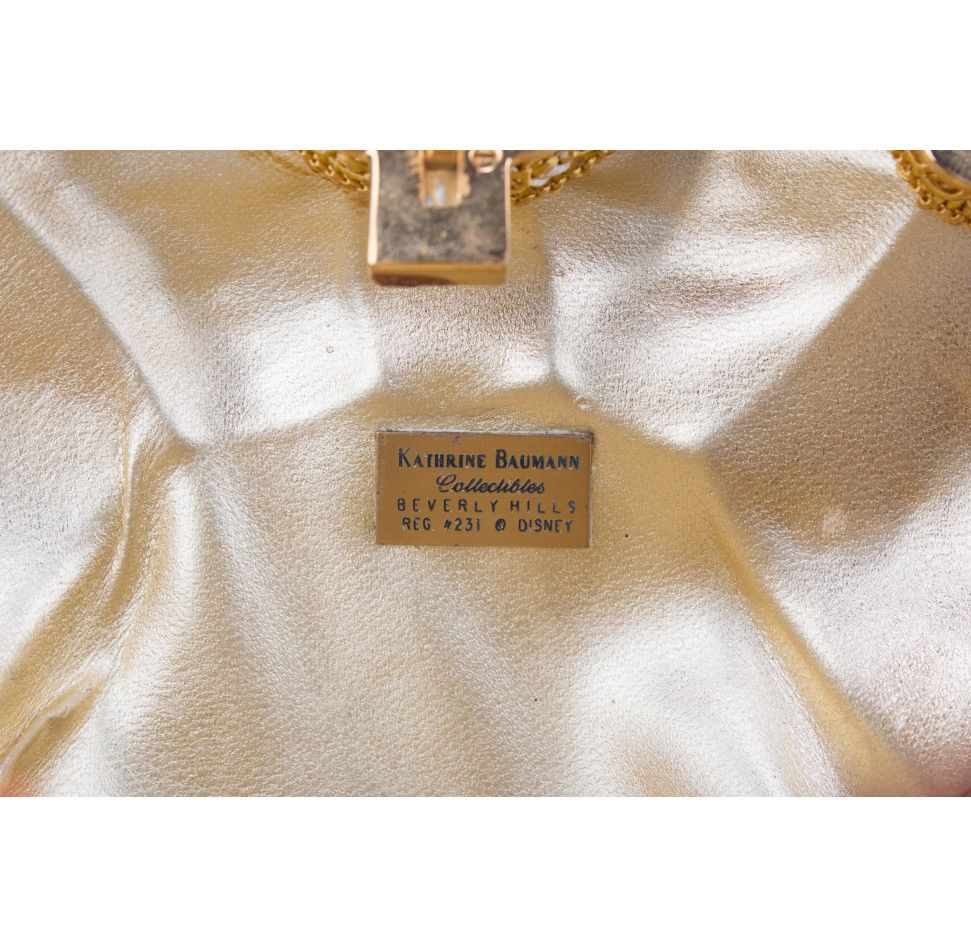 KATHRINE BAUMANN
Collectibles
BEVERLY HILLS
REG. #231 © DISNEY